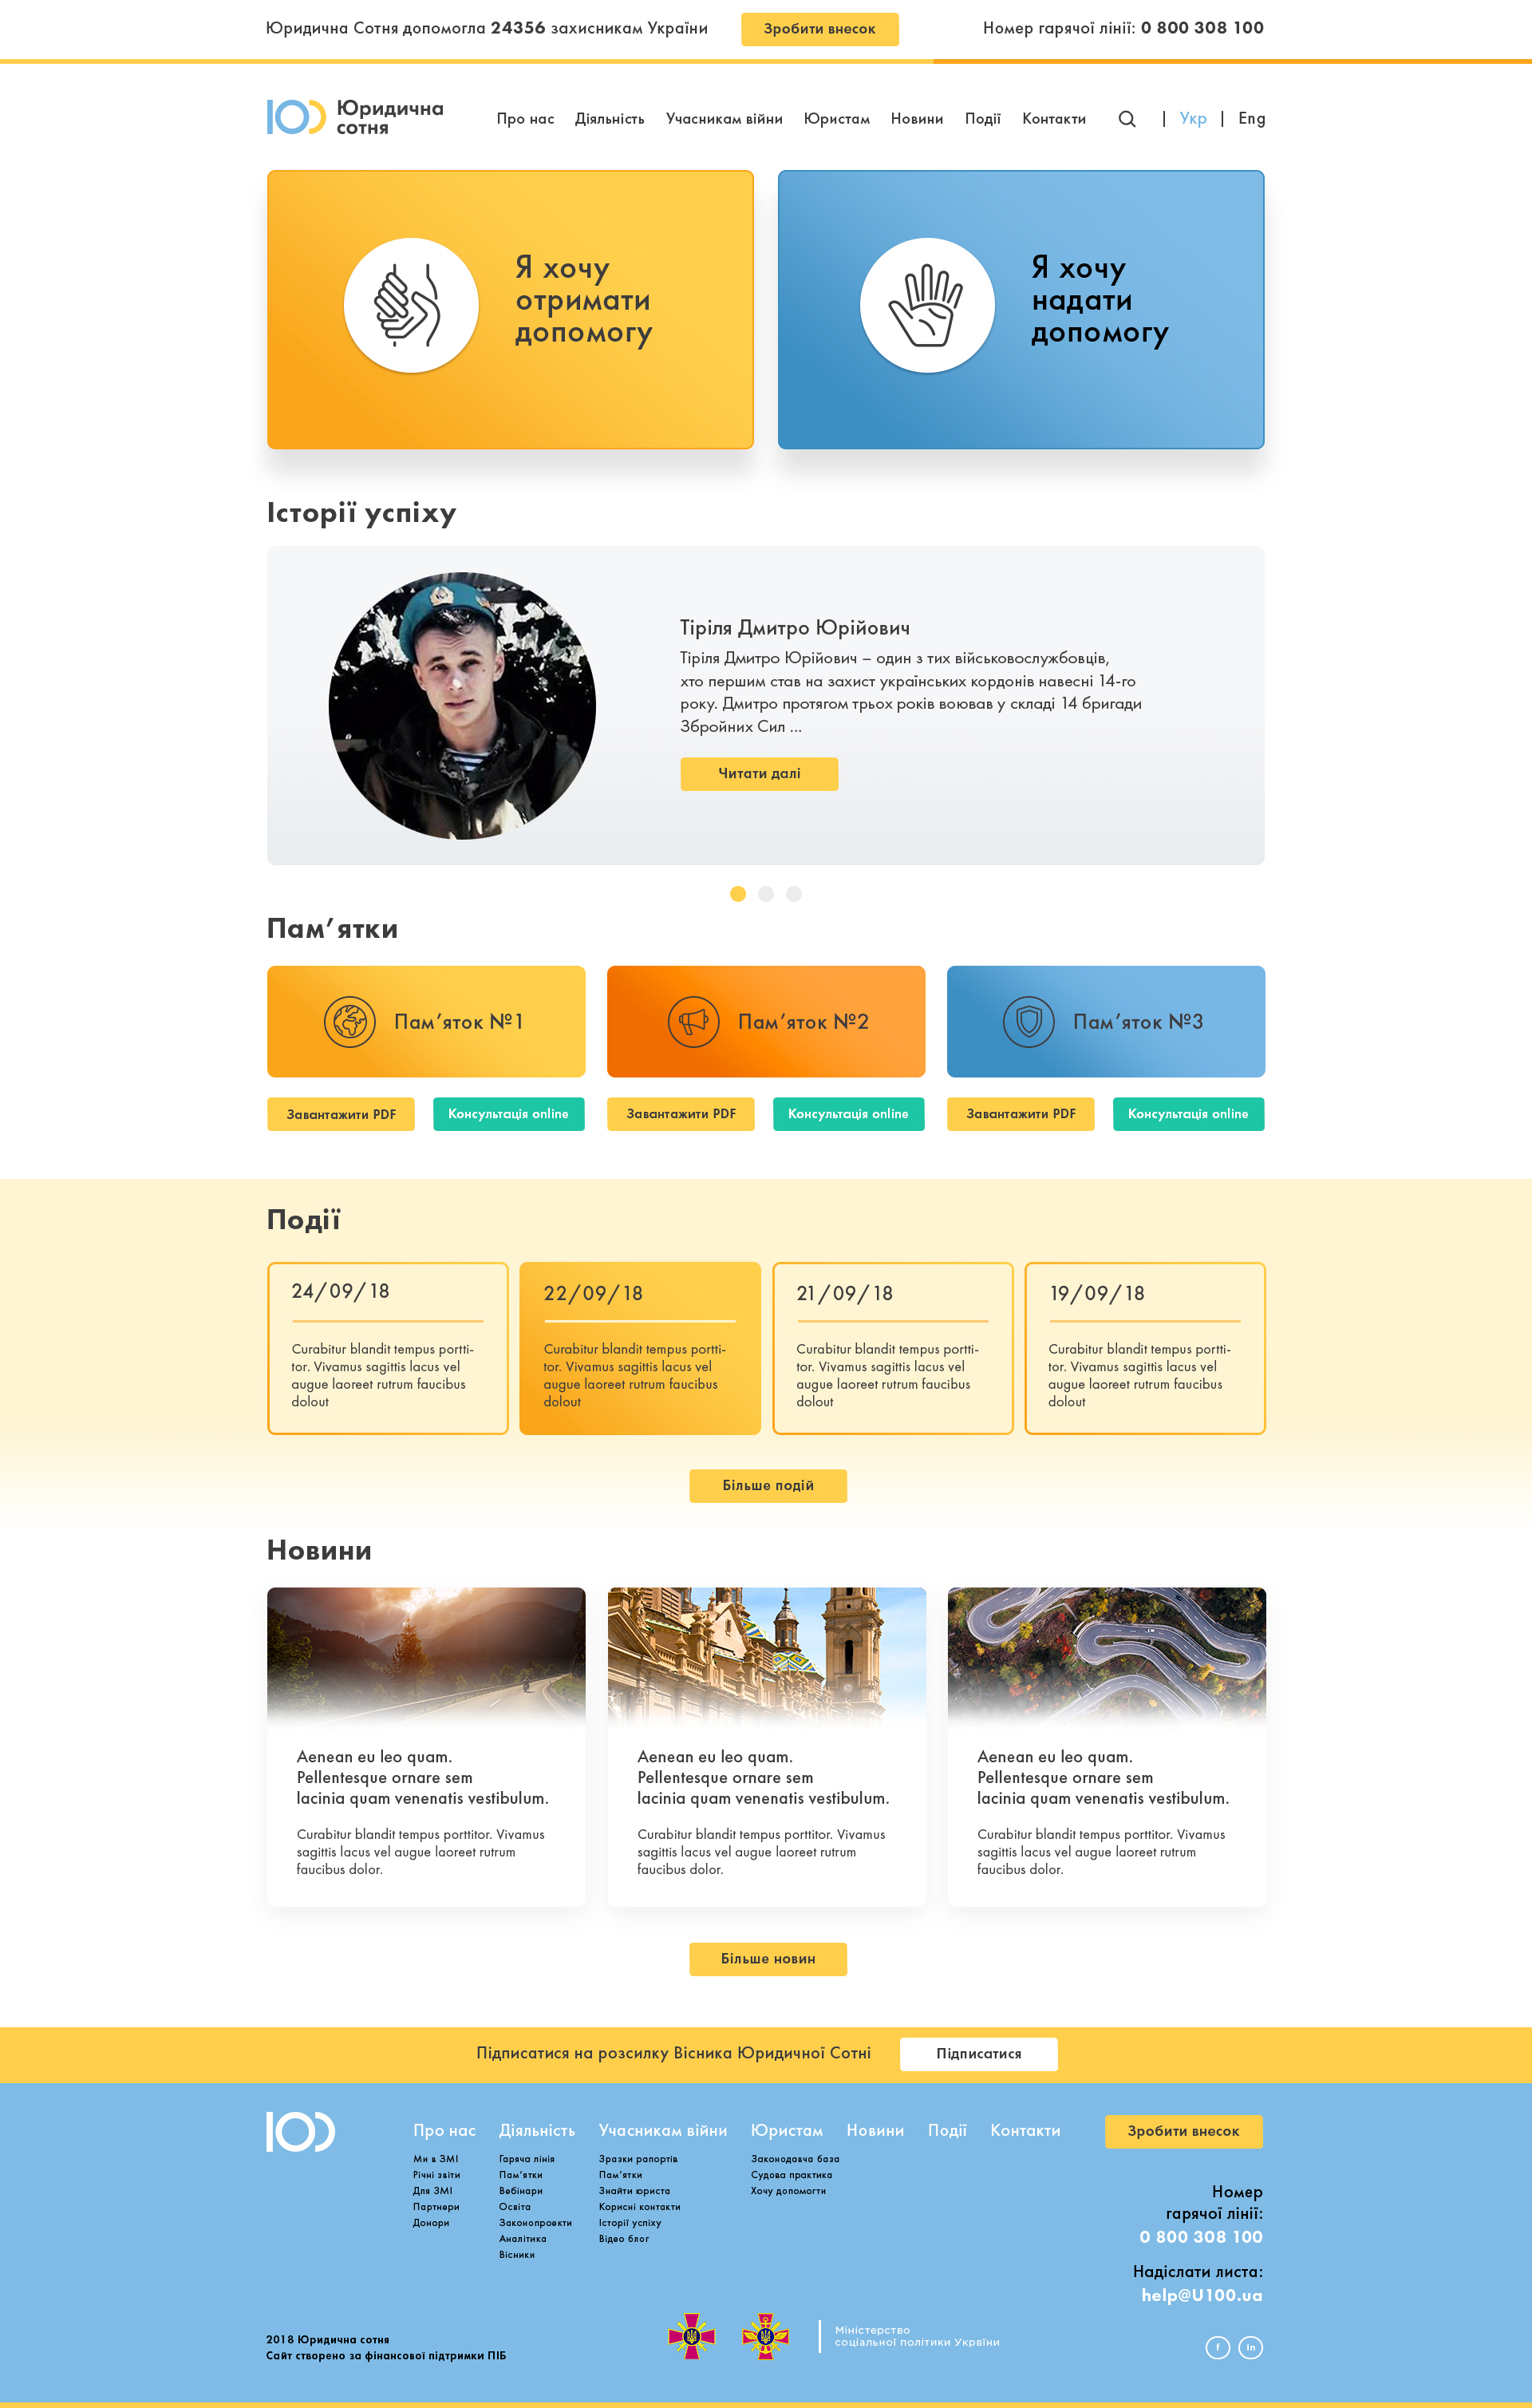 Юридична Сотня допомогла 24356 захисникам України
Зробити внесок
Номер гарячої лінії: 0 800 308 100
Юридична
сотня
Про нас Діяльність Учасникам війни Юристам Новини Події Контакти | Укр | Eng
Я хочу
отримати
допомогу
Я хочу
надати
допомогу
Історії успіху
Тіріля Дмитро Юрійович
Тіріля Дмитро Юрійович – один з тих військовослужбовців,
хто першим став на захист українських кордонів навесні 14-го
року. Дмитро протягом трьох років воював у складі 14 бригади
Збройних Сил ...
Читати далі
Пам’ятки
Пам’яток №1
Пам’яток №2
Пам’яток №3
Завантажити PDF
Консультація online
Завантажити PDF
Консультація online
Завантажити PDF
Консультація online
Події
24/09/18
Curabitur blandit tempus portti-
tor. Vivamus sagittis lacus vel
augue laoreet rutrum faucibus
dolout
22/09/18
Curabitur blandit tempus portti-
tor. Vivamus sagittis lacus vel
augue laoreet rutrum faucibus
dolout
21/09/18
Curabitur blandit tempus portti-
tor. Vivamus sagittis lacus vel
augue laoreet rutrum faucibus
dolout
19/09/18
Curabitur blandit tempus portti-
tor. Vivamus sagittis lacus vel
augue laoreet rutrum faucibus
dolout
Більше подій
Новини
Aenean eu leo quam.
Pellentesque ornare sem
lacinia quam venenatis vestibulum.
Curabitur blandit tempus porttitor. Vivamus
sagittis lacus vel augue laoreet rutrum
faucibus dolor.
Aenean eu leo quam.
Pellentesque ornare sem
lacinia quam venenatis vestibulum.
Curabitur blandit tempus porttitor. Vivamus
sagittis lacus vel augue laoreet rutrum
faucibus dolor.
Aenean eu leo quam.
Pellentesque ornare sem
lacinia quam venenatis vestibulum.
Curabitur blandit tempus porttitor. Vivamus
sagittis lacus vel augue laoreet rutrum
faucibus dolor.
Більше новин
Підписатися на розсилку Вісника Юридичної Сотні
Підписатися
Про нас
Ми в ЗМІ
Річні звіти
Для ЗМІ
Партнери
Донори
Діяльність
Гаряча лінія
Пам’ятки
Вебінари
Освіта
Законопроекти
Аналітика
Вісники
Учасникам війни
Зразки рапортів
Пам’ятки
Знайти юриста
Корисні контакти
Історії успіху
Відео блог
Юристам
Законодавча база
Судова практика
Хочу допомогти
Новини
Події
Контакти
Зробити внесок
Номер
гарячої лінії:
0 800 308 100
Надіслати листа:
help@U100.ua
2018 Юридична сотня
Сайт створено за фінансової підтримки ПІБ
Міністерство
соціальної політики Укрвіни
f
in